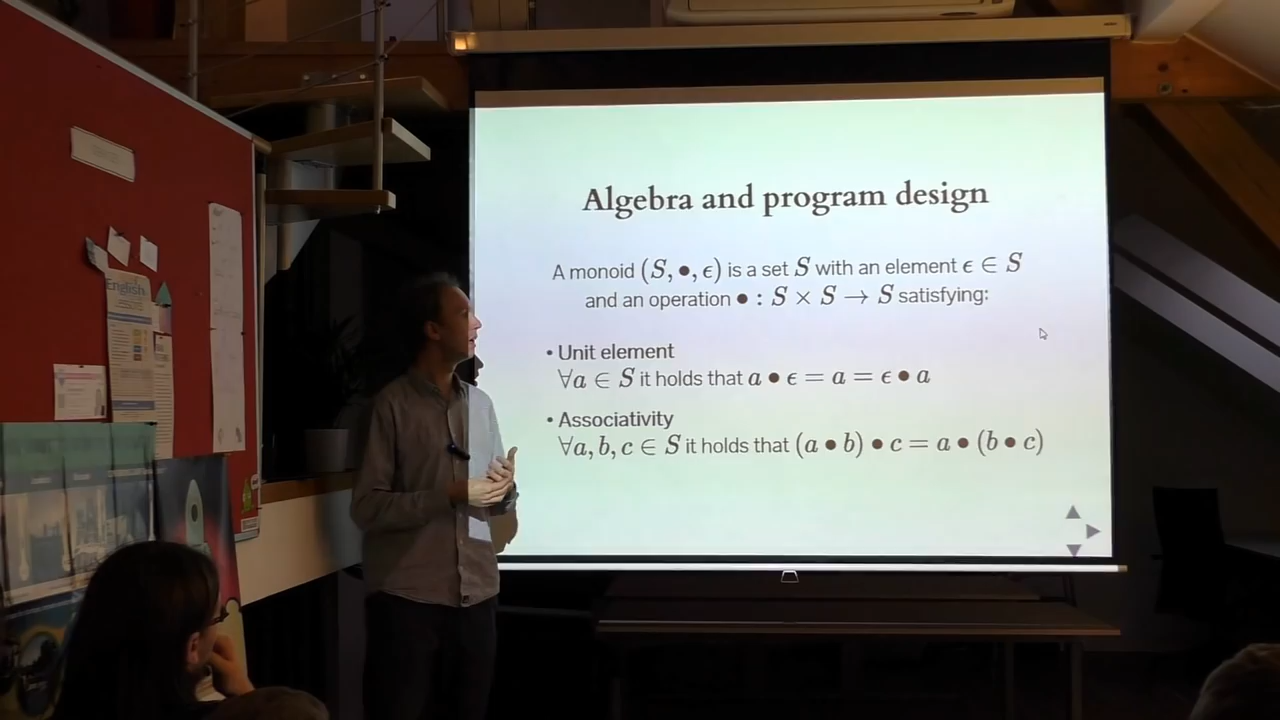 Algebra and program design
A monoid (S, •, ϵ) is a set S with an element ϵ ∈ S
and an operation • : S × S → S satisfying:
• Unit element
∀a ∈ S it holds that a • ϵ = a = ϵ • a
• Associativity
∀a, b, c ∈ S it holds that (a • b) • c = a • (b • c)
English